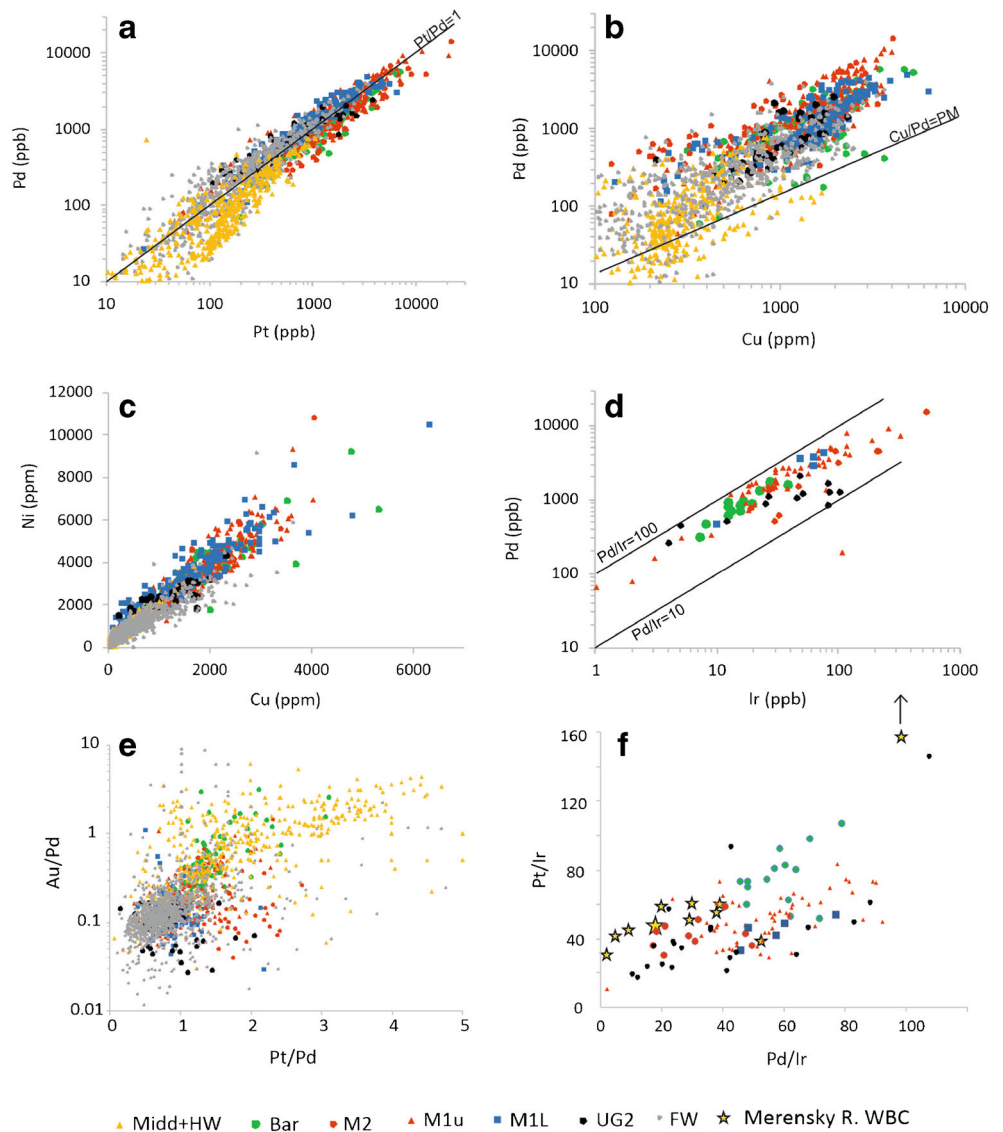 a
Pt/Pd=1
10000
1000
100
10
Pd (ppb)
10 100 1000 10000
Pt (ppb)
b
Cu/Pd=PM
10000
1000
100
10
Pd (ppb)
100 1000 10000
Cu (ppm)
c
12000
10000
8000
6000
4000
2000
0
Ni (ppm)
0 2000 4000 6000
Cu (ppm)
d
Pd/Ir=100
Pd/Ir=10
10000
1000
100
10
Pd (ppb)
1 10 100 1000
Ir (ppb)
e
10
1
0.1
0.01
Au/Pd
0 1 2 3 4 5
Pt/Pd
f
160
120
80
40
0
Pt/Ir
0 20 40 60 80 100
Pd/Ir
Midd+HW Bar M2 M1u M1L UG2 FW Merensky R. WBC